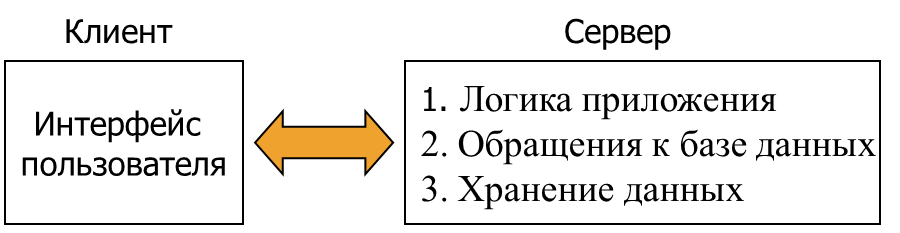 Клиент
Сервер
Интерфейс
пользователя
1. Логика приложения
2. Обращения к базе данных
3. Хранение данных